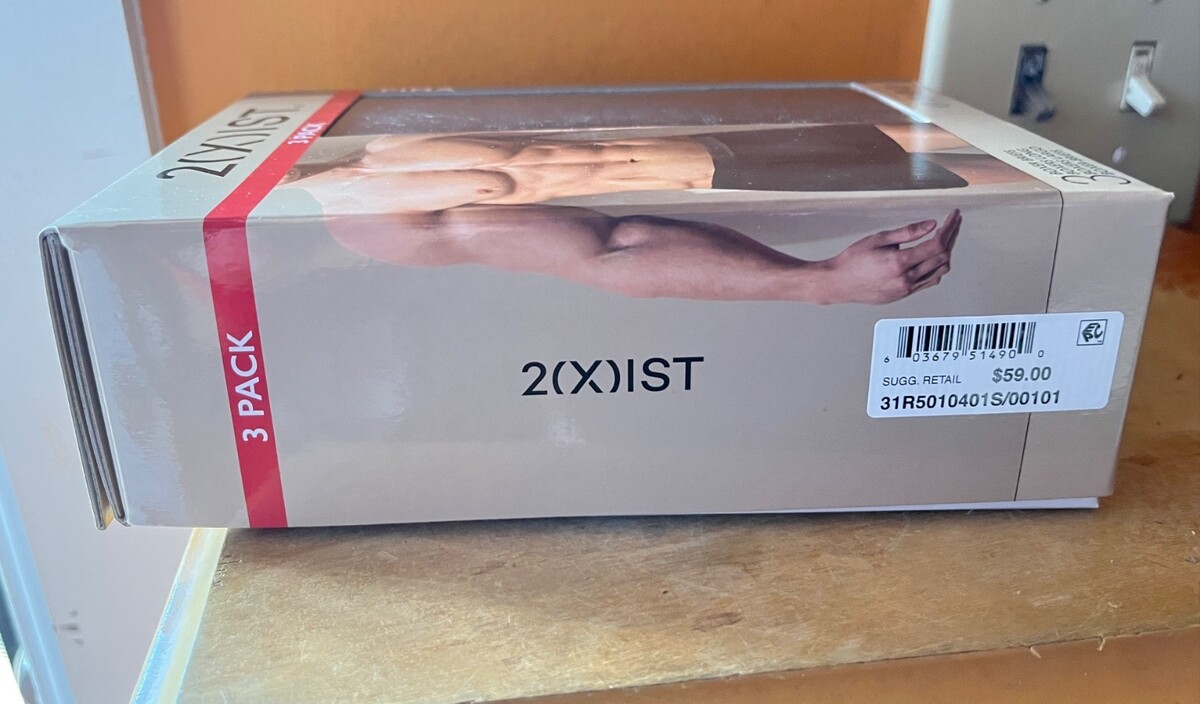 2(X)IST
3 PACK
3 PACK
2(X)IST
6 03679 51490 0
SUGG. RETAIL $59.00
31R5010401S/00101